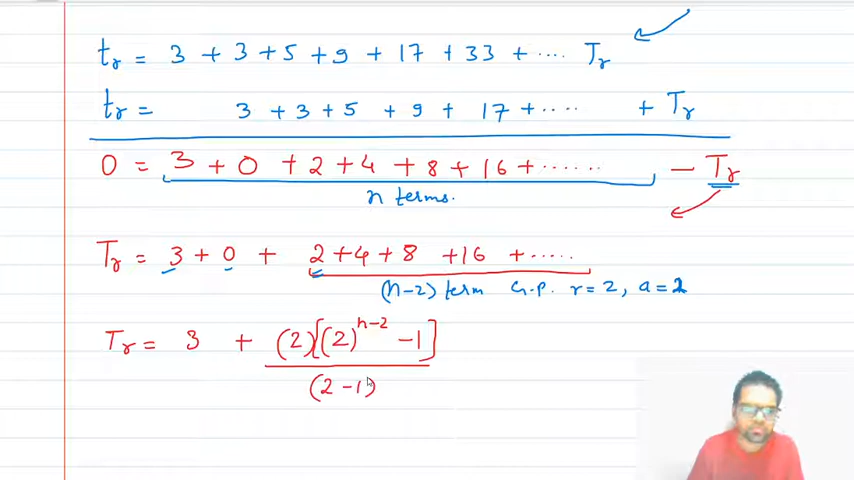 tᵣ = 3 + 3 + 5 + 9 + 17 + 33 + .... Tᵣ
tᵣ = 3 + 3 + 5 + 9 + 17 + .... + Tᵣ
0 = 3 + 0 + 2 + 4 + 8 + 16 + ...... − Tᵣ
n terms.
Tᵣ = 3 + 0 + 2 + 4 + 8 + 16 + .....
(n-2) term G.P. r = 2, a = 2
Tᵣ = 3 + (2)[(2)ⁿ⁻² − 1]
(2 − 1)